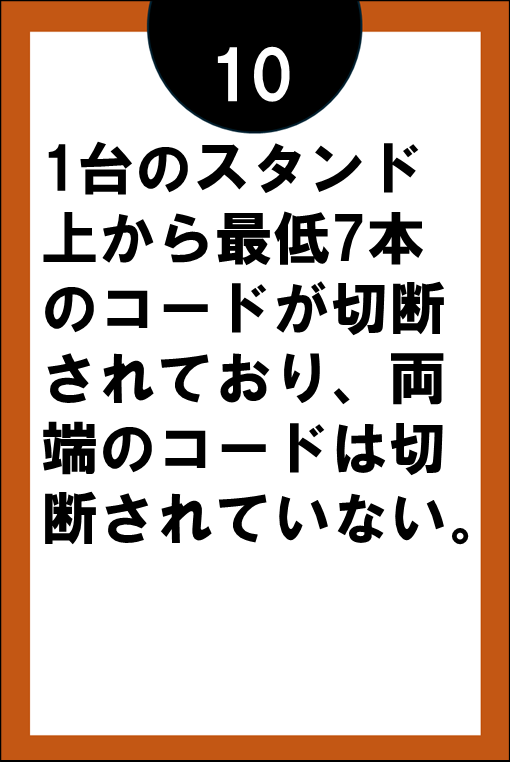 10
1台のスタンド
上から最低7本
のコードが切断
されており、両
端のコードは切
断されていない。